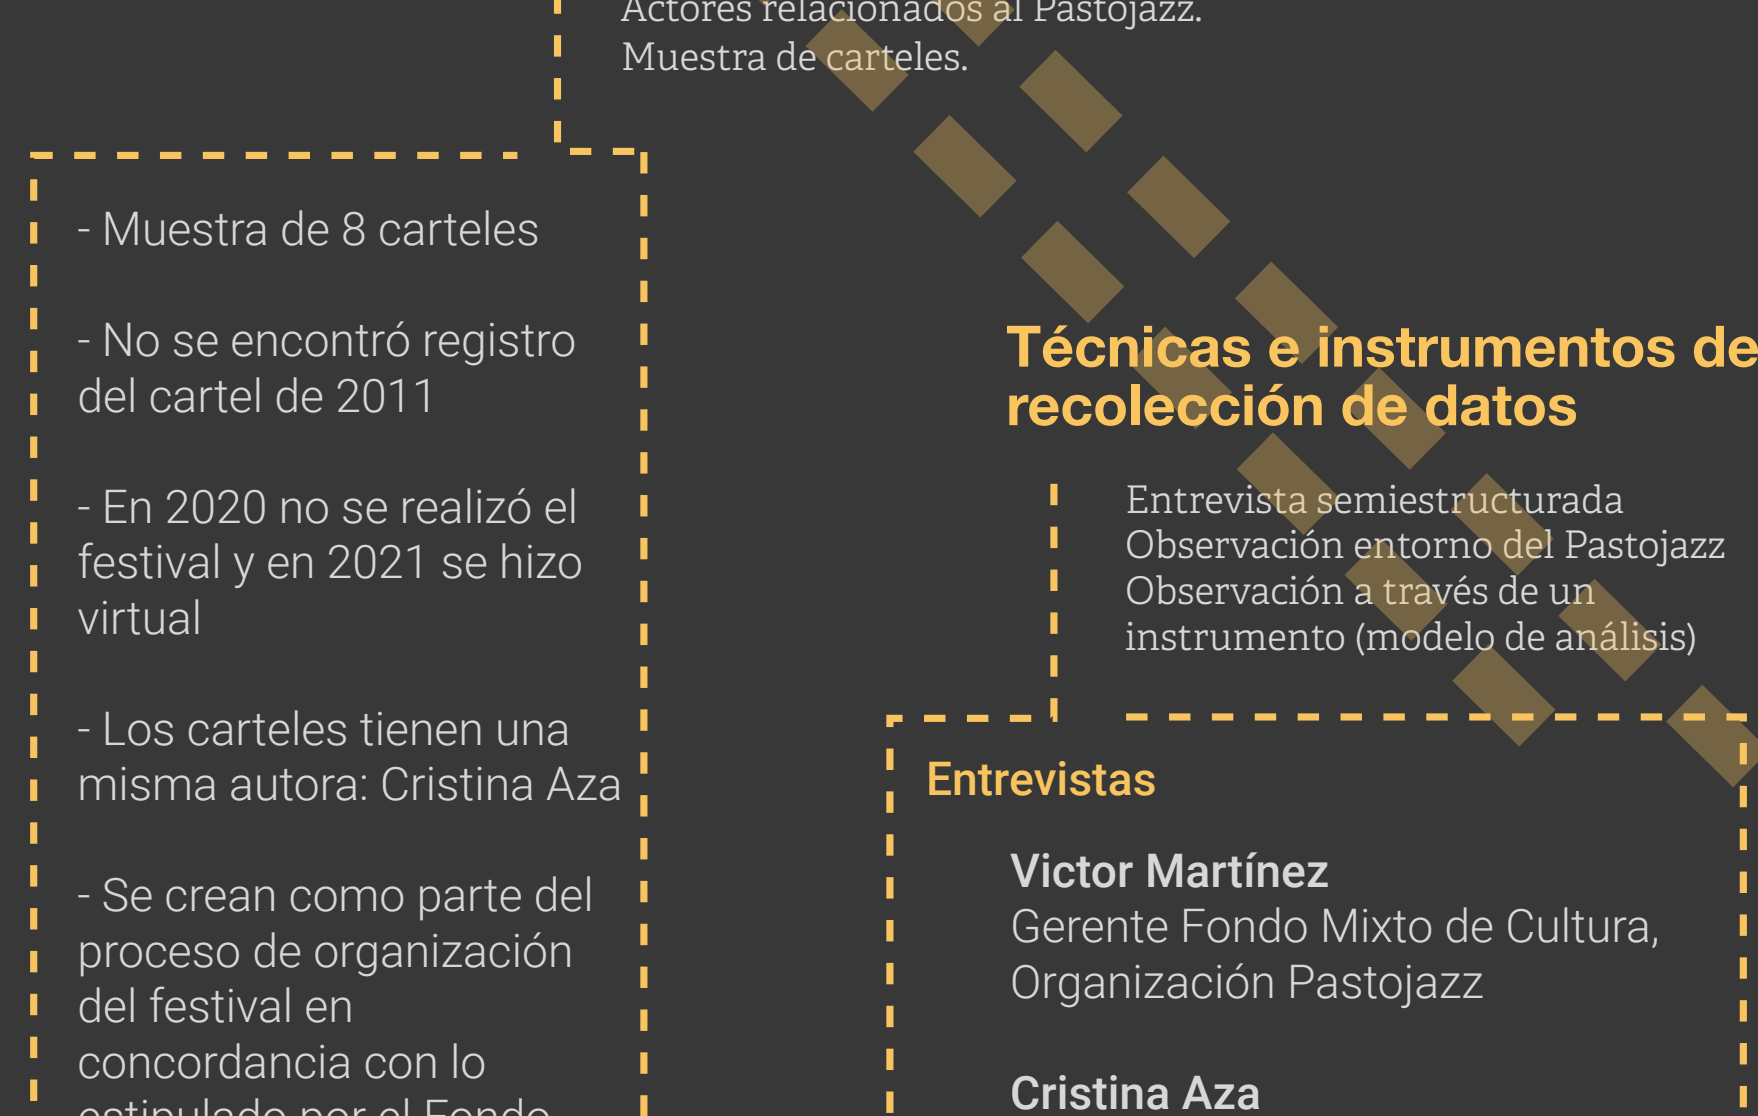 Actores relacionados al Pastojazz.
Muestra de carteles.
- Muestra de 8 carteles
- No se encontró registro
del cartel de 2011
- En 2020 no se realizó el
festival y en 2021 se hizo
virtual
- Los carteles tienen una
misma autora: Cristina Aza
- Se crean como parte del
proceso de organización
del festival en
concordancia con lo
estipulado por el Fondo
Técnicas e instrumentos de
recolección de datos
Entrevista semiestructurada
Observación entorno del Pastojazz
Observación a través de un
instrumento (modelo de análisis)
Entrevistas
Victor Martínez
Gerente Fondo Mixto de Cultura,
Organización Pastojazz
Cristina Aza